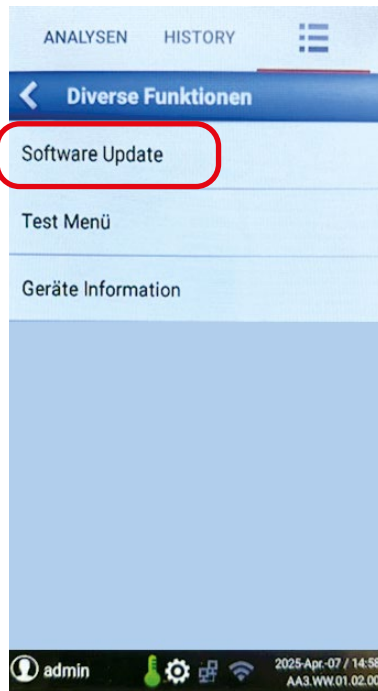 ANALYSEN HISTORY
Diverse Funktionen
Software Update
Test Menü
Geräte Information
admin 2025-Apr.-07 / 14:58
AA3.WW.01.02.00